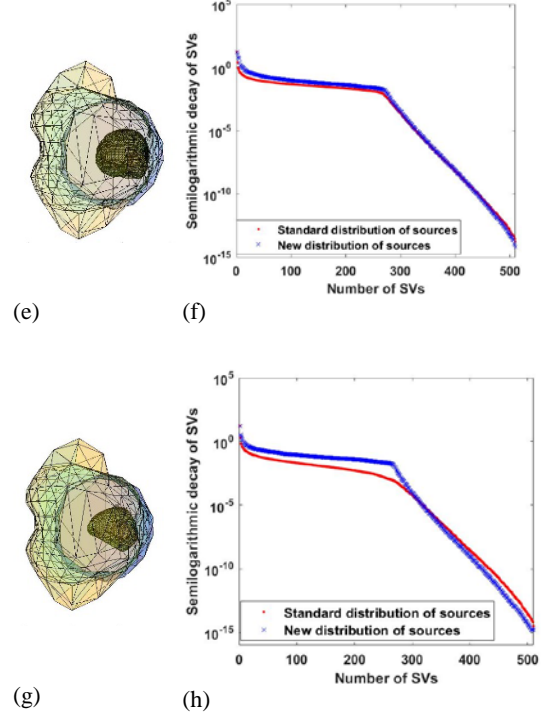 10^5
10^0
10^-5
10^-10
10^-15
Semilogarithmic decay of SVs
Standard distribution of sources
New distribution of sources
0 100 200 300 400 500
Number of SVs
(e) (f)
10^5
10^0
10^-5
10^-10
10^-15
Semilogarithmic decay of SVs
Standard distribution of sources
New distribution of sources
0 100 200 300 400 500
Number of SVs
(g) (h)